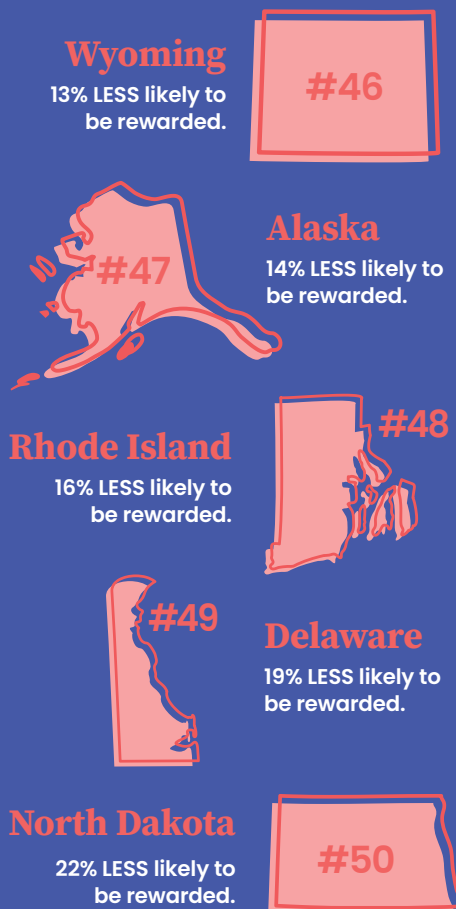 Wyoming
13% LESS likely to
be rewarded.
#46
#47
Alaska
14% LESS likely to
be rewarded.
#48
Rhode Island
16% LESS likely to
be rewarded.
#49
Delaware
19% LESS likely to
be rewarded.
North Dakota
22% LESS likely to
be rewarded.
#50